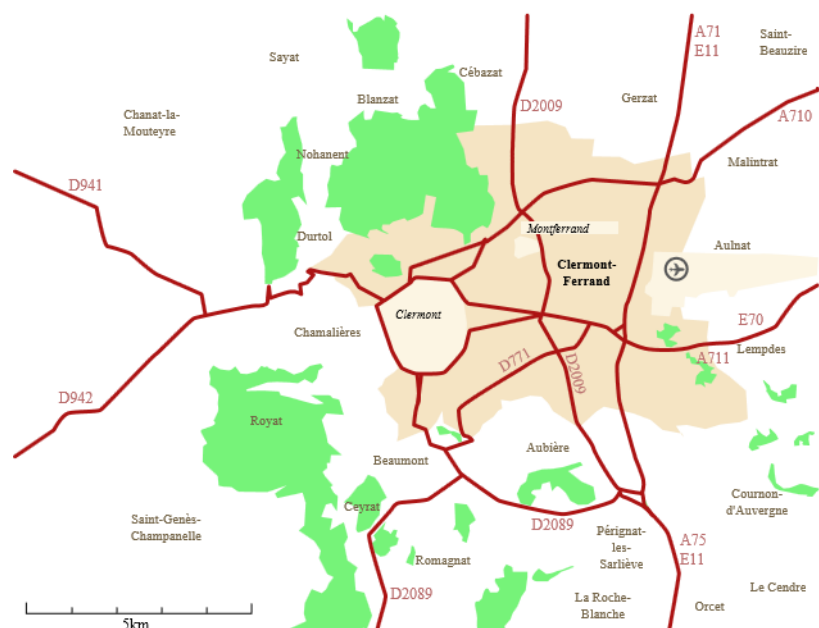 A71
E11
Saint-
Beauzire
Sayat
Cébazat
Blanzat
Gerzat
D2009
A710
Chanat-la-
Mouteyre
Nohanent
Malintrat
D941
Montferrand
Durtol
Aulnat
Clermont-
Ferrand
Clermont
E70
Chamalières
D771
A711
Lempdes
D2009
D942
Royat
Aubière
Beaumont
Cournon-
d'Auvergne
Ceyrat
Saint-Genès-
Champanelle
D2089
Pérignat-
les-
Sarliève
A75
E11
Romagnat
D2089
La Roche-
Blanche
Le Cendre
Orcet
5km